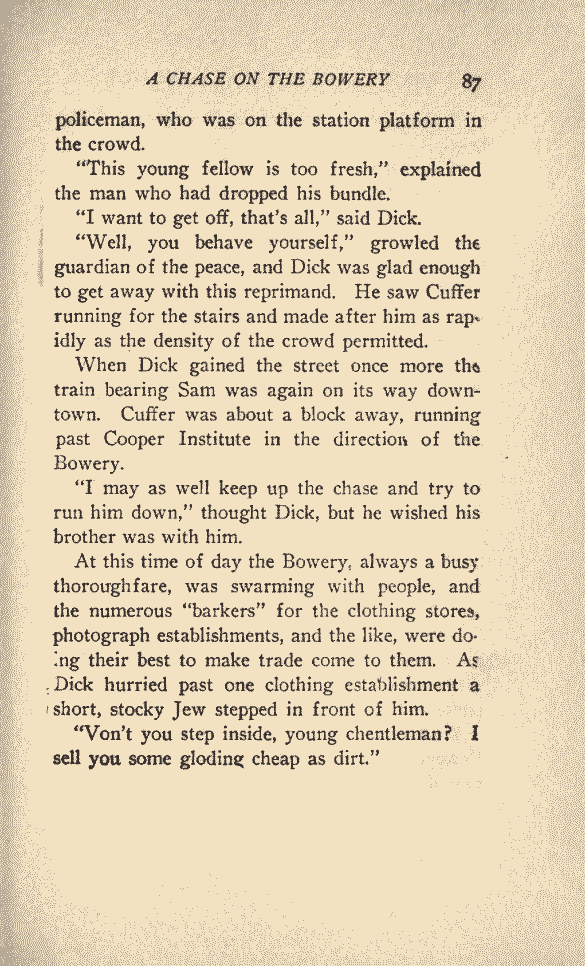 A CHASE ON THE BOWERY 87
policeman, who was on the station platform in
the crowd.
"This young fellow is too fresh," explained
the man who had dropped his bundle.
"I want to get off, that's all," said Dick.
"Well, you behave yourself," growled the
guardian of the peace, and Dick was glad enough
to get away with this reprimand. He saw Cuffer
running for the stairs and made after him as rap-
idly as the density of the crowd permitted.
When Dick gained the street once more the
train bearing Sam was again on its way down-
town. Cuffer was about a block away, running
past Cooper Institute in the direction of the
Bowery.
"I may as well keep up the chase and try to
run him down," thought Dick, but he wished his
brother was with him.
At this time of day the Bowery, always a busy
thoroughfare, was swarming with people, and
the numerous "barkers" for the clothing stores,
photograph establishments, and the like, were do-
ing their best to make trade come to them. As
Dick hurried past one clothing establishment a
short, stocky Jew stepped in front of him.
"Von't you step inside, young chentleman? I
sell you some gloding cheap as dirt."